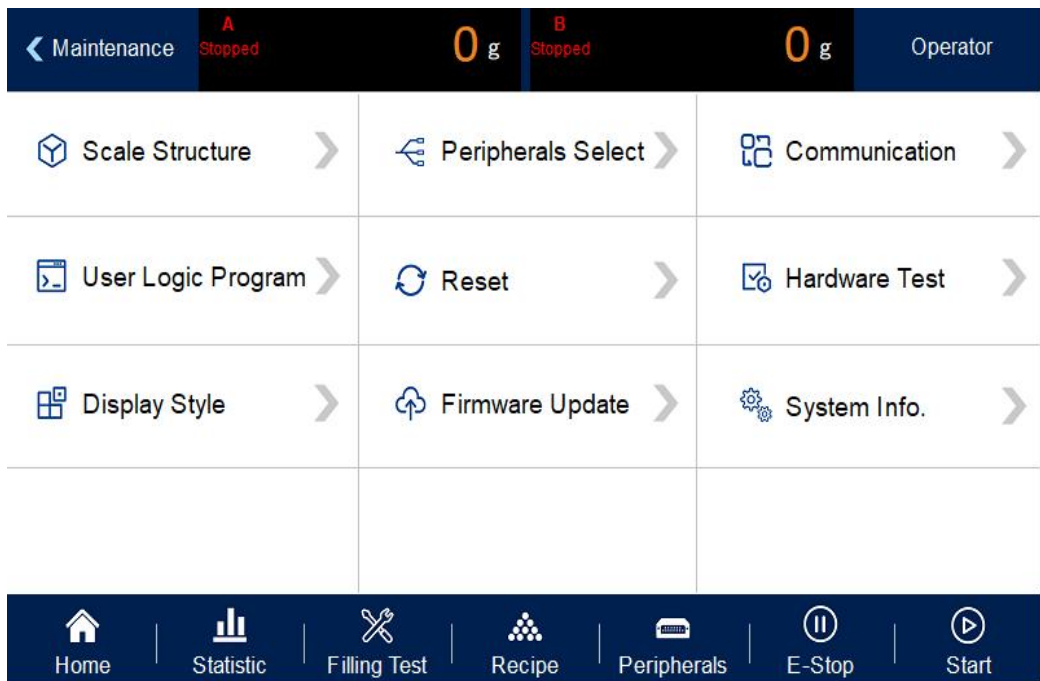 Maintenance
A
Stopped
0 g
B
Stopped
0 g
Operator
Scale Structure
Peripherals Select
Communication
User Logic Program
Reset
Hardware Test
Display Style
Firmware Update
System Info.
Home
Statistic
Filling Test
Recipe
Peripherals
E-Stop
Start